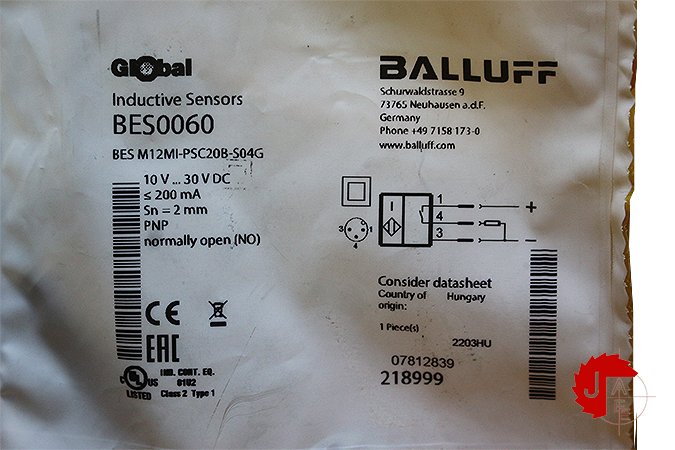 Global
Inductive Sensors
BES0060
BES M12MI-PSC20B-S04G
10 V ... 30 V DC
≤ 200 mA
Sn = 2 mm
PNP
normally open (NO)
CE
EAC
c UL US
LISTED
IND. CONT. EQ.
81U2
Class 2 Type 1
BALLUFF
Schurwaldstrasse 9
73765 Neuhausen a.d.F.
Germany
Phone +49 7158 173-0
www.balluff.com
1 +
4
3 −
3 1
4
Consider datasheet
Country of Hungary
origin:
1 Piece(s)
2203HU
07812839
218999